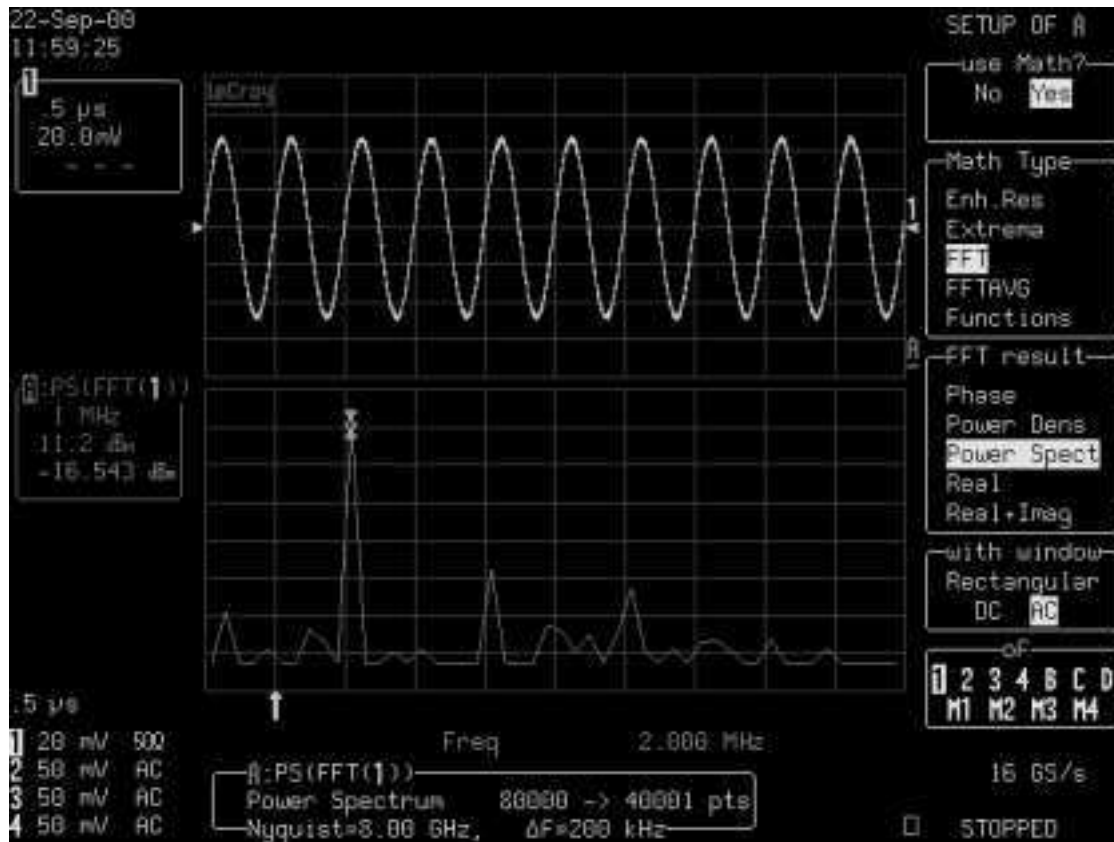 22-Sep-00
11:59:25
1
.5 µs
20.0mV
- - -
LeCroy
1
A
A:PS(FFT(1))
1 MHz
11.2 dBm
-16.543 dBm
SETUP OF A
use Math?
No Yes
Math Type
Enh.Res
Extrema
FFT
FFTAVG
Functions
FFT result
Phase
Power Dens
Power Spect
Real
Real+Imag
with window
Rectangular
DC AC
of
1 2 3 4 B C D
M1 M2 M3 M4
.5 µs
1 20 mV 50Ω
2 50 mV AC
3 50 mV AC
4 50 mV AC
Freq 2.000 MHz
A:PS(FFT(1))
Power Spectrum 80000 -> 40001 pts
Nyquist=8.00 GHz, ΔF=200 kHz
16 GS/s
STOPPED